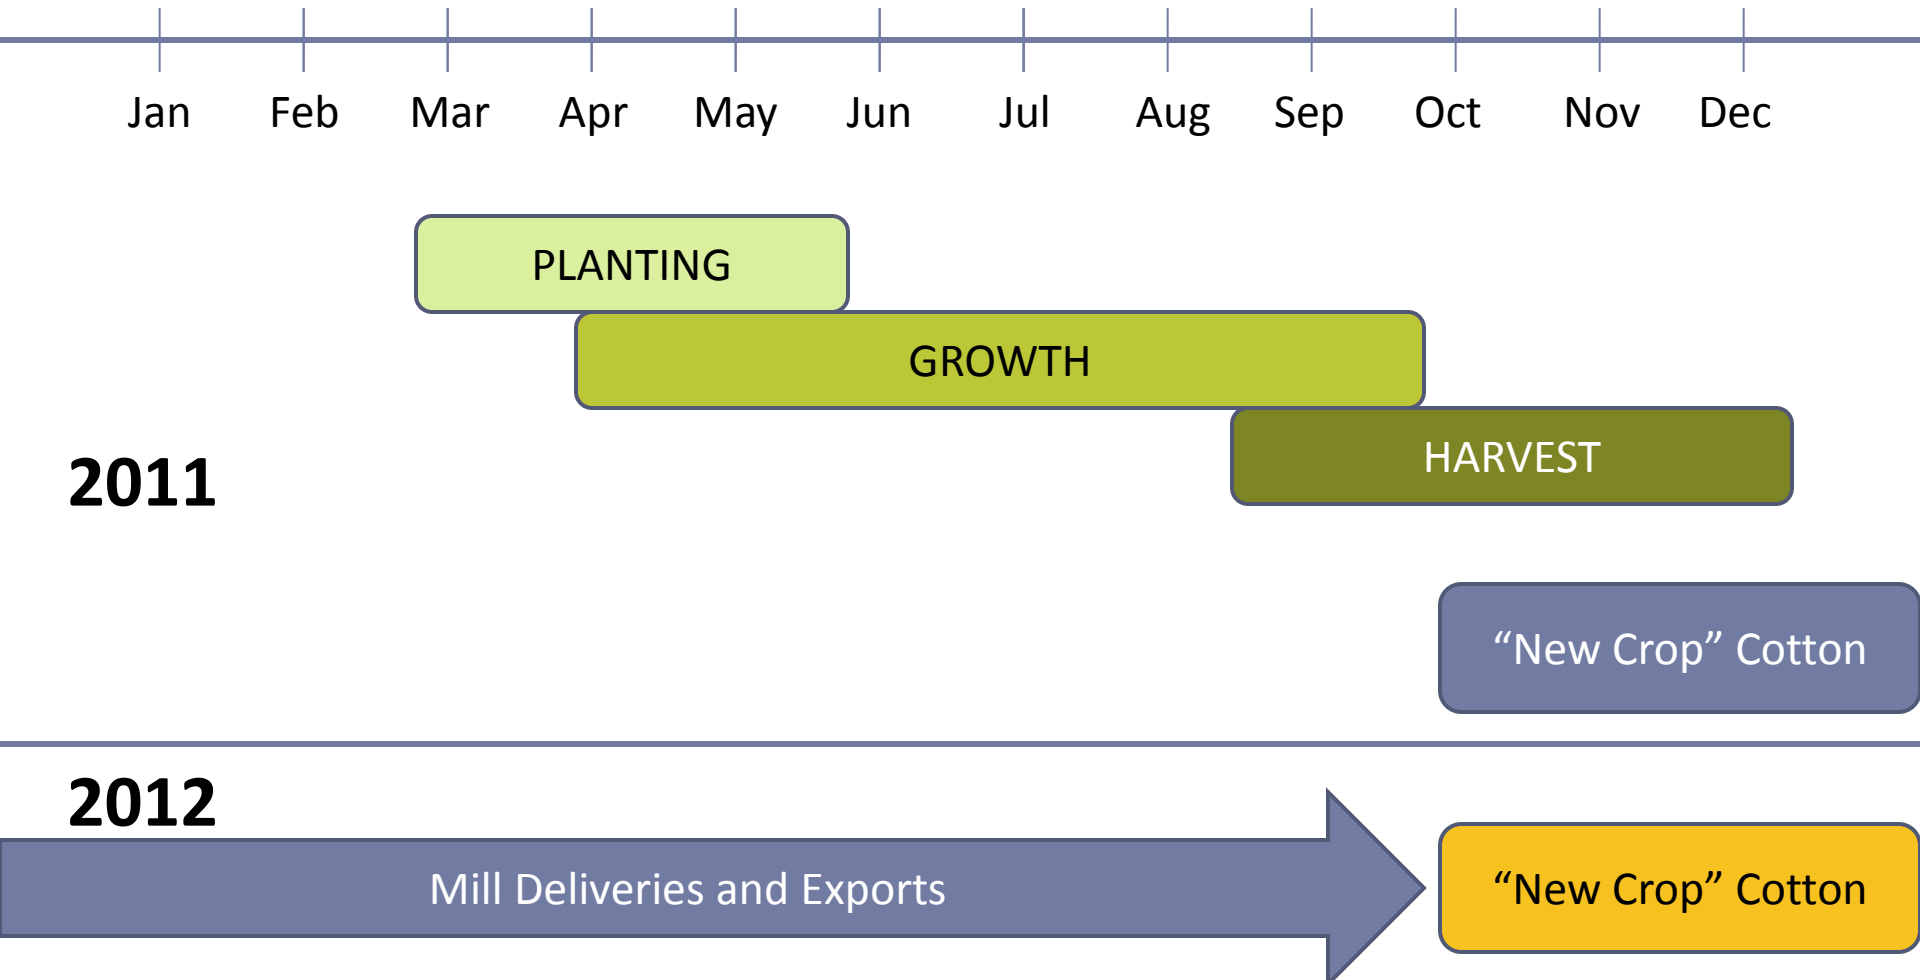 Jan Feb Mar Apr May Jun Jul Aug Sep Oct Nov Dec
PLANTING
GROWTH
HARVEST
2011
“New Crop” Cotton
2012
Mill Deliveries and Exports
“New Crop” Cotton